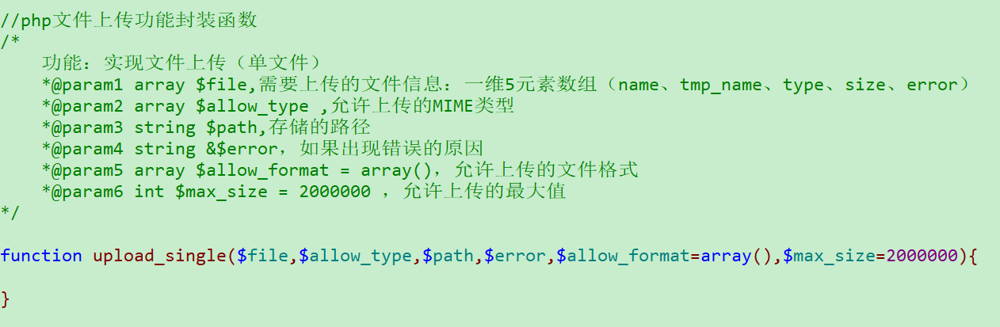 //php文件上传功能封装函数
/*
    功能：实现文件上传（单文件）
    *@param1 array $file,需要上传的文件信息：一维5元素数组（name、tmp_name、type、size、error）
    *@param2 array $allow_type ,允许上传的MIME类型
    *@param3 string $path,存储的路径
    *@param4 string &$error，如果出现错误的原因
    *@param5 array $allow_format = array()，允许上传的文件格式
    *@param6 int $max_size = 2000000 ，允许上传的最大值
*/
function upload_single($file,$allow_type,$path,$error,$allow_format=array(),$max_size=2000000){
}